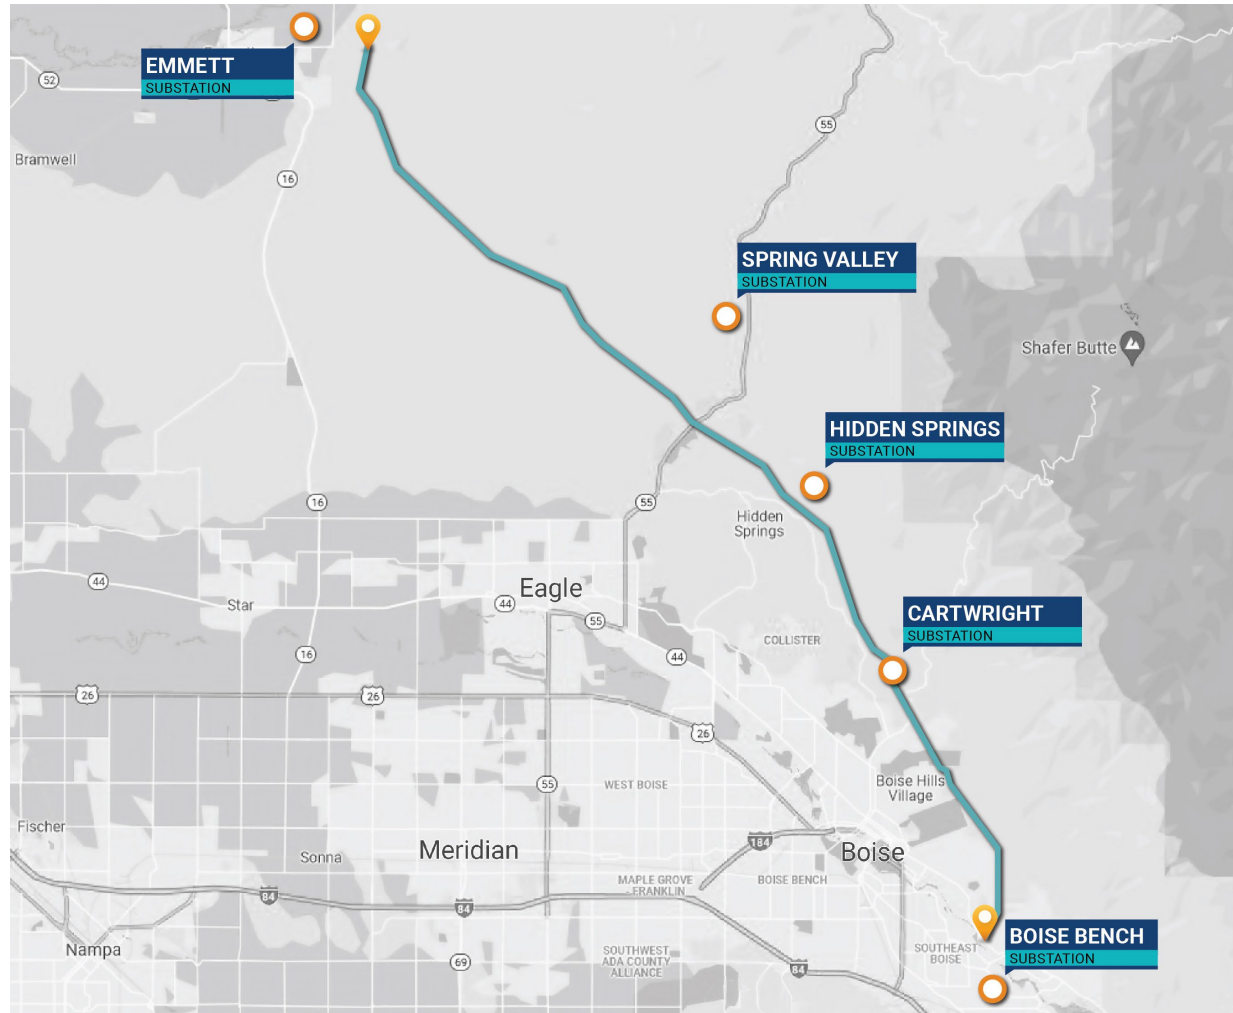 EMMETT
SUBSTATION
52
55
Bramwell
16
SPRING VALLEY
SUBSTATION
Shafer Butte
HIDDEN SPRINGS
SUBSTATION
16
55
Hidden
Springs
44
Eagle
Star
44
55
CARTWRIGHT
SUBSTATION
COLLISTER
16
44
26
26
26
55
WEST BOISE
Boise Hills
Village
Fischer
Sonna
Meridian
184
Boise
MAPLE GROVE
- FRANKLIN
BOISE BENCH
84
84
Nampa
69
SOUTHWEST
ADA COUNTY
ALLIANCE
84
SOUTHEAST
BOISE
BOISE BENCH
SUBSTATION